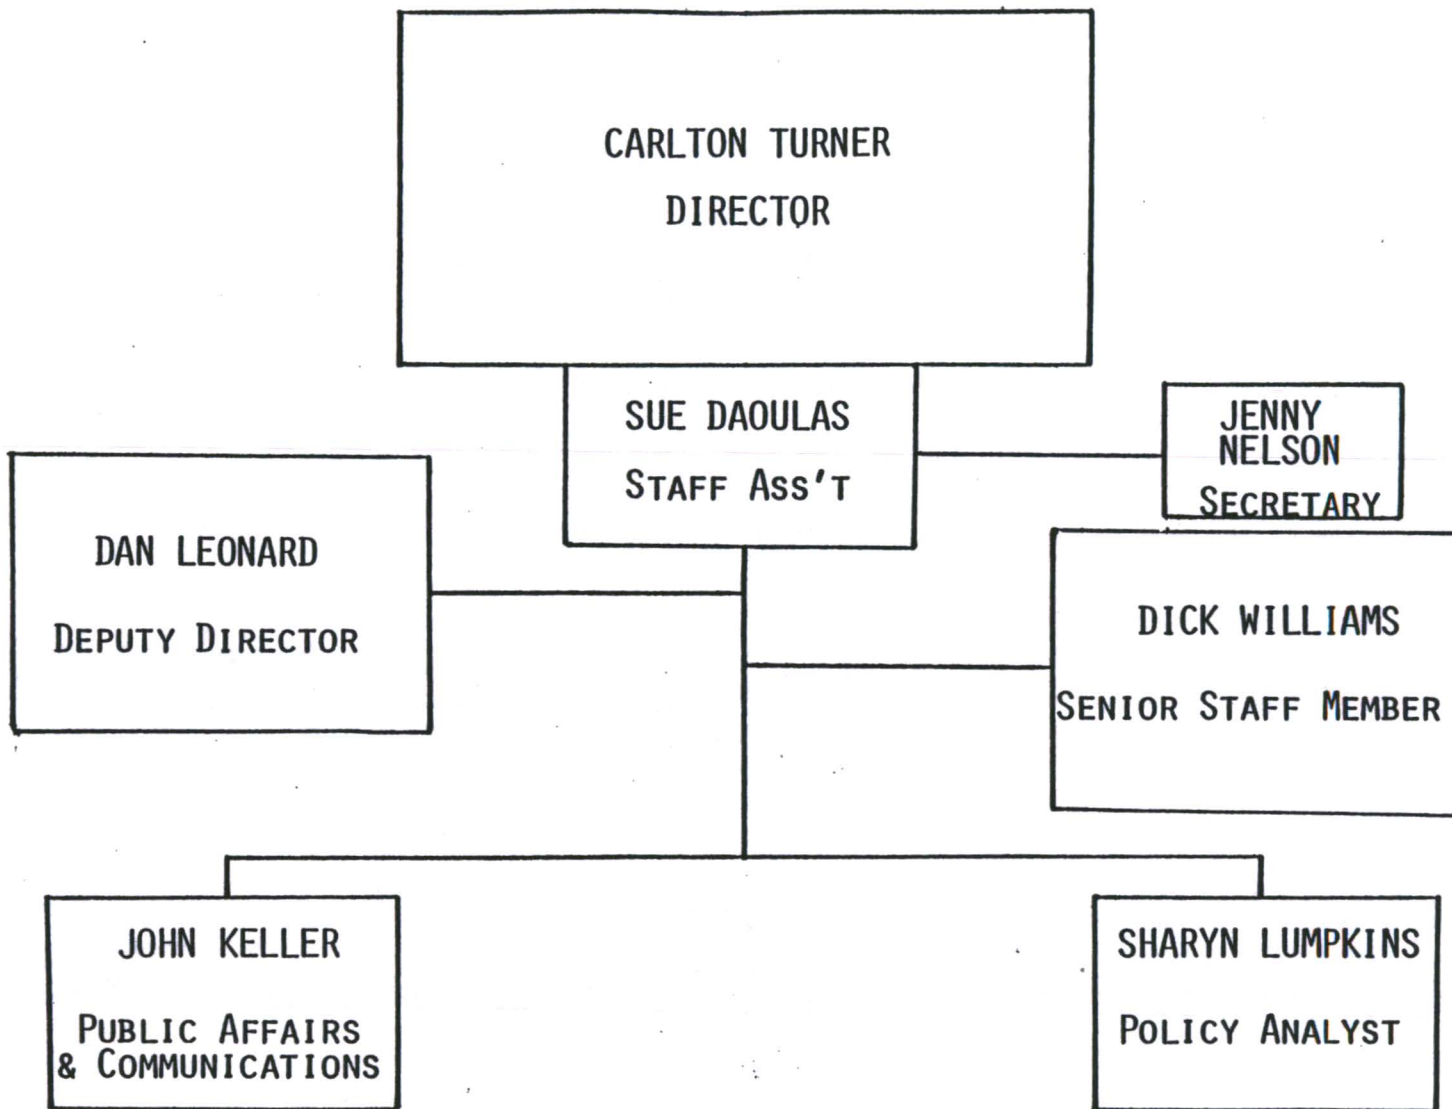 CARLTON TURNER
DIRECTOR
SUE DAOULAS
STAFF ASS'T
JENNY
NELSON
SECRETARY
DAN LEONARD
DEPUTY DIRECTOR
DICK WILLIAMS
SENIOR STAFF MEMBER
JOHN KELLER
PUBLIC AFFAIRS
& COMMUNICATIONS
SHARYN LUMPKINS
POLICY ANALYST